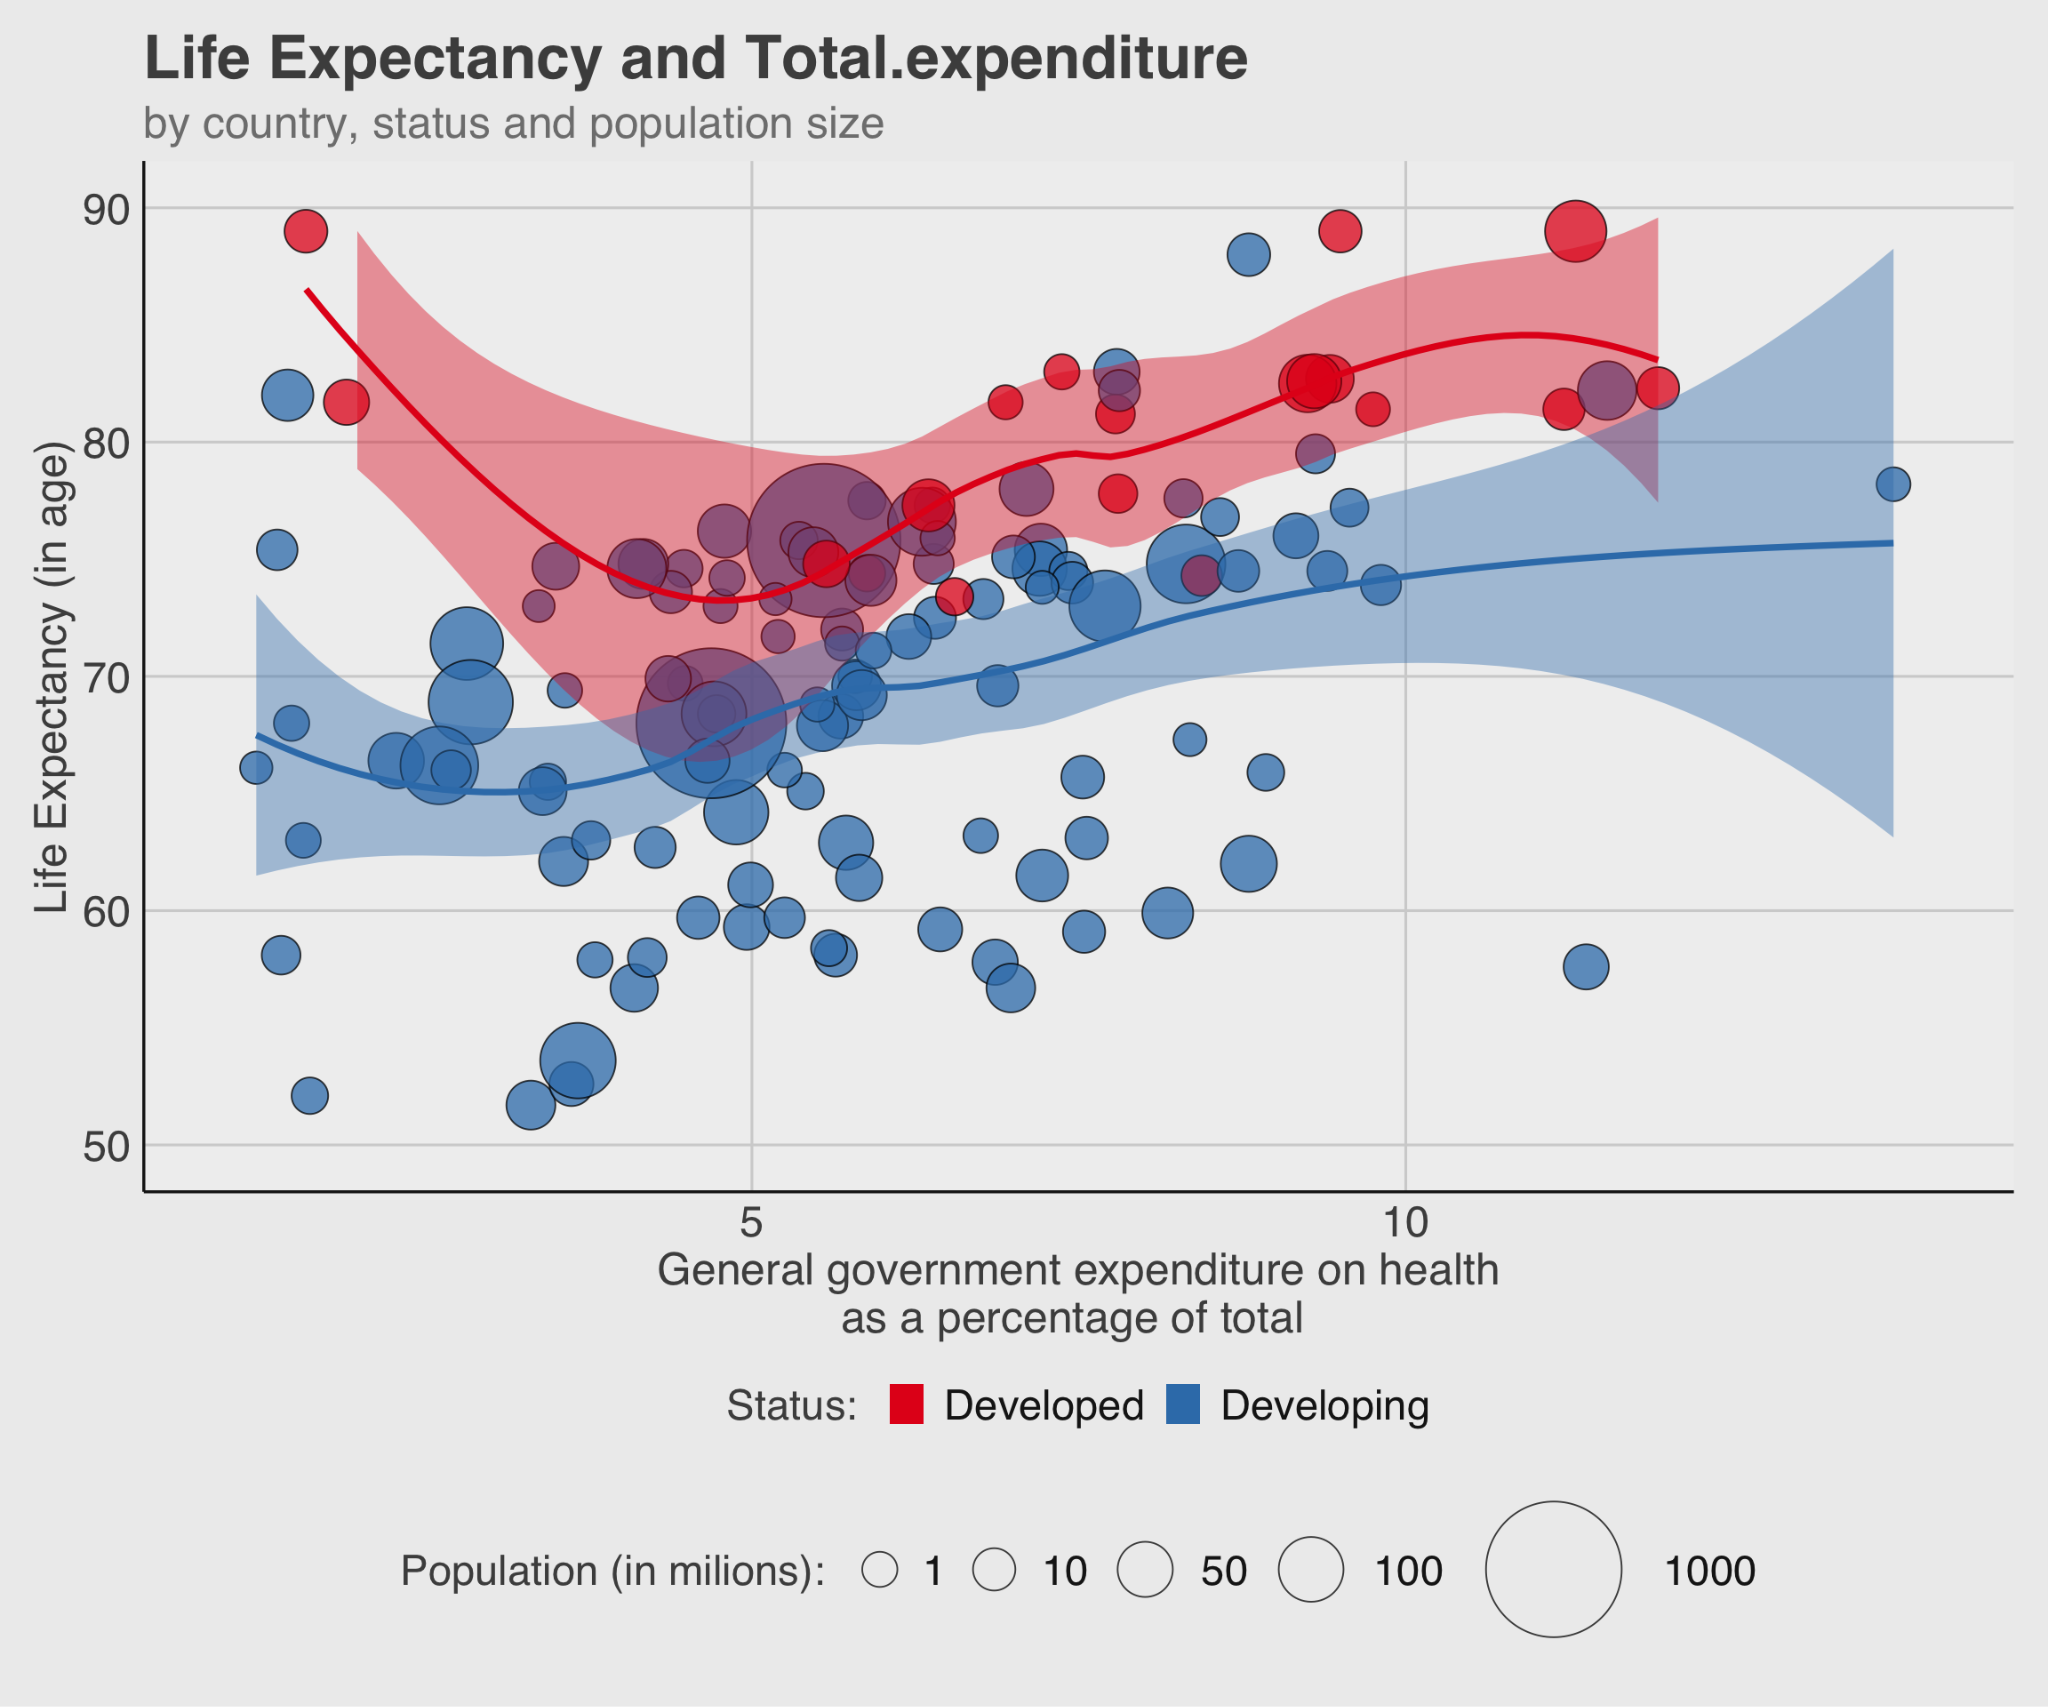 Life Expectancy and Total.expenditure
by country, status and population size
Life Expectancy (in age)
90
80
70
60
50
5 10
General government expenditure on health
as a percentage of total
Status: Developed Developing
Population (in milions): 1 10 50 100 1000